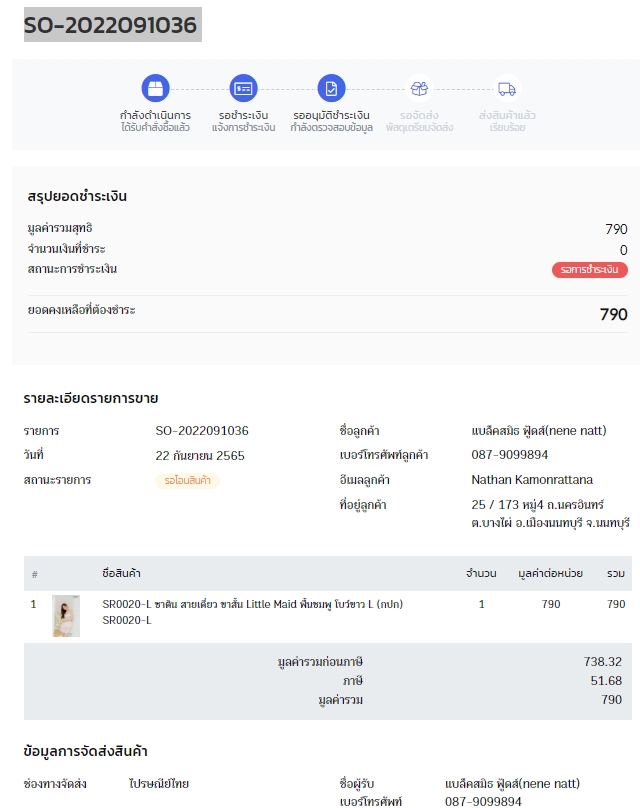 SO-2022091036
กำลังดำเนินการ รอชำระเงิน รออนุมัติชำระเงิน รอจัดส่ง ส่งสินค้าแล้ว
ได้รับคำสั่งซื้อแล้ว แจ้งการชำระเงิน กำลังตรวจสอบข้อมูล พัสดุเตรียมจัดส่ง เรียบร้อย
สรุปยอดชำระเงิน
มูลค่ารวมสุทธิ 790
จำนวนเงินที่ชำระ 0
สถานะการชำระเงิน รอการชำระเงิน
ยอดคงเหลือที่ต้องชำระ 790
รายละเอียดรายการขาย
รายการ SO-2022091036 ชื่อลูกค้า แบล็คสมิธ ฟู้ดส์(nene natt)
วันที่ 22 กันยายน 2565 เบอร์โทรศัพท์ลูกค้า 087-9099894
สถานะรายการ รอโอนสินค้า อีเมลลูกค้า Nathan Kamonrattana
ที่อยู่ลูกค้า 25 / 173 หมู่4 ถ.นครอินทร์
ต.บางไผ่ อ.เมืองนนทบุรี จ.นนทบุรี
# ชื่อสินค้า จำนวน มูลค่าต่อหน่วย รวม
1 SR0020-L ซาติน สายเดี่ยว ขาสั้น Little Maid พื้นชมพู โบว์ขาว L (กปก) 1 790 790
SR0020-L
มูลค่ารวมก่อนภาษี 738.32
ภาษี 51.68
มูลค่ารวม 790
ข้อมูลการจัดส่งสินค้า
ช่องทางจัดส่ง ไปรษณีย์ไทย ชื่อผู้รับ แบล็คสมิธ ฟู้ดส์(nene natt)
เบอร์โทรศัพท์ 087-9099894